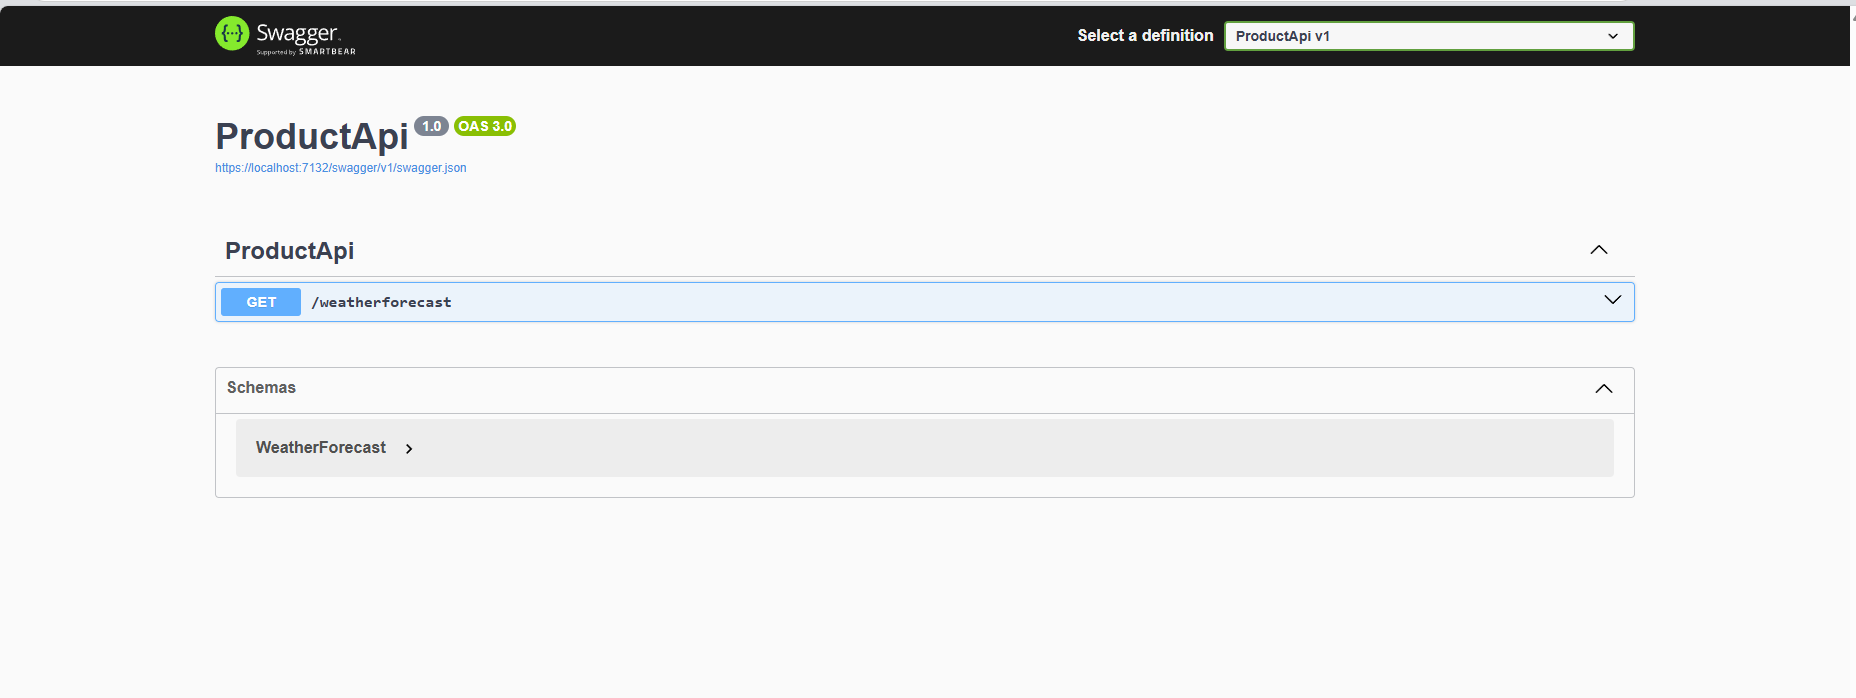 Swagger
Supported by SMARTBEAR
Select a definition
ProductApi v1
ProductApi 1.0 OAS 3.0
https://localhost:7132/swagger/v1/swagger.json
ProductApi
GET /weatherforecast
Schemas
WeatherForecast